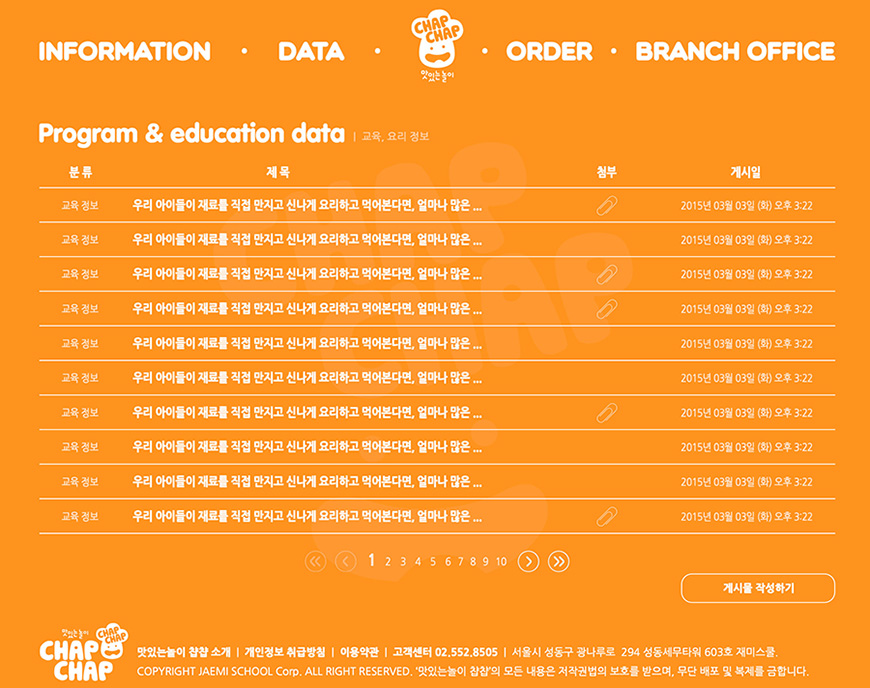 INFORMATION • DATA • CHAP CHAP 맛있는놀이 • ORDER • BRANCH OFFICE
Program & education data | 교육, 요리 정보
분 류 제 목 첨부 게시일
교육 정보 우리 아이들이 재료를 직접 만지고 신나게 요리하고 먹어본다면, 얼마나 많은 ... 2015년 03월 03일 (화) 오후 3:22
교육 정보 우리 아이들이 재료를 직접 만지고 신나게 요리하고 먹어본다면, 얼마나 많은 ... 2015년 03월 03일 (화) 오후 3:22
교육 정보 우리 아이들이 재료를 직접 만지고 신나게 요리하고 먹어본다면, 얼마나 많은 ... 2015년 03월 03일 (화) 오후 3:22
교육 정보 우리 아이들이 재료를 직접 만지고 신나게 요리하고 먹어본다면, 얼마나 많은 ... 2015년 03월 03일 (화) 오후 3:22
교육 정보 우리 아이들이 재료를 직접 만지고 신나게 요리하고 먹어본다면, 얼마나 많은 ... 2015년 03월 03일 (화) 오후 3:22
교육 정보 우리 아이들이 재료를 직접 만지고 신나게 요리하고 먹어본다면, 얼마나 많은 ... 2015년 03월 03일 (화) 오후 3:22
교육 정보 우리 아이들이 재료를 직접 만지고 신나게 요리하고 먹어본다면, 얼마나 많은 ... 2015년 03월 03일 (화) 오후 3:22
교육 정보 우리 아이들이 재료를 직접 만지고 신나게 요리하고 먹어본다면, 얼마나 많은 ... 2015년 03월 03일 (화) 오후 3:22
교육 정보 우리 아이들이 재료를 직접 만지고 신나게 요리하고 먹어본다면, 얼마나 많은 ... 2015년 03월 03일 (화) 오후 3:22
교육 정보 우리 아이들이 재료를 직접 만지고 신나게 요리하고 먹어본다면, 얼마나 많은 ... 2015년 03월 03일 (화) 오후 3:22
CHAP CHAP
1 2 3 4 5 6 7 8 9 10
게시물 작성하기
맛있는놀이 CHAP CHAP
CHAP CHAP
맛있는놀이 챱챱 소개 | 개인정보 취급방침 | 이용약관 | 고객센터 02.552.8505 | 서울시 성동구 광나루로 294 성동세무타워 603호 재미스쿨.
COPYRIGHT JAEMI SCHOOL Corp. ALL RIGHT RESERVED. '맛있는놀이 챱챱'의 모든 내용은 저작권법의 보호를 받으며, 무단 배포 및 복제를 금합니다.